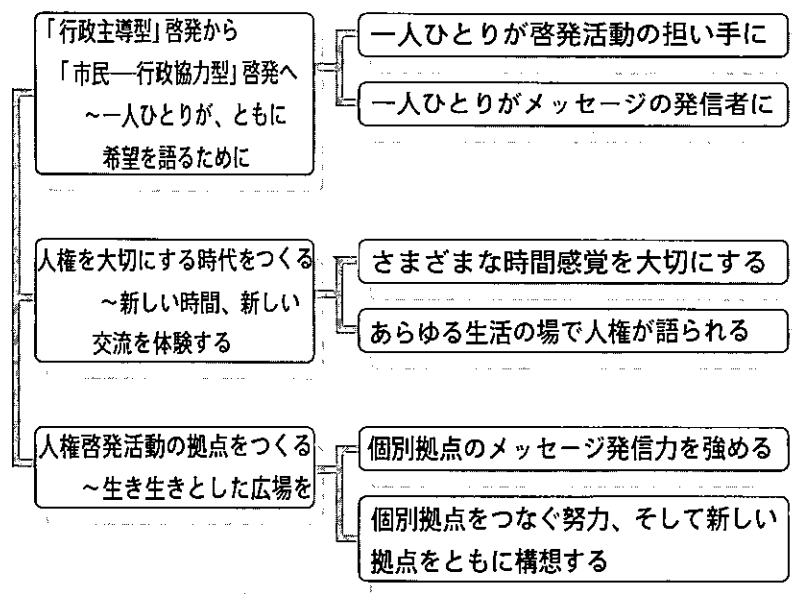 「行政主導型」啓発から
「市民―行政協力型」啓発へ
～一人ひとりが、ともに
希望を語るために
一人ひとりが啓発活動の担い手に
一人ひとりがメッセージの発信者に
人権を大切にする時代をつくる
～新しい時間、新しい
交流を体験する
さまざまな時間感覚を大切にする
あらゆる生活の場で人権が語られる
人権啓発活動の拠点をつくる
～生き生きとした広場を
個別拠点のメッセージ発信力を強める
個別拠点をつなぐ努力、そして新しい
拠点をともに構想する